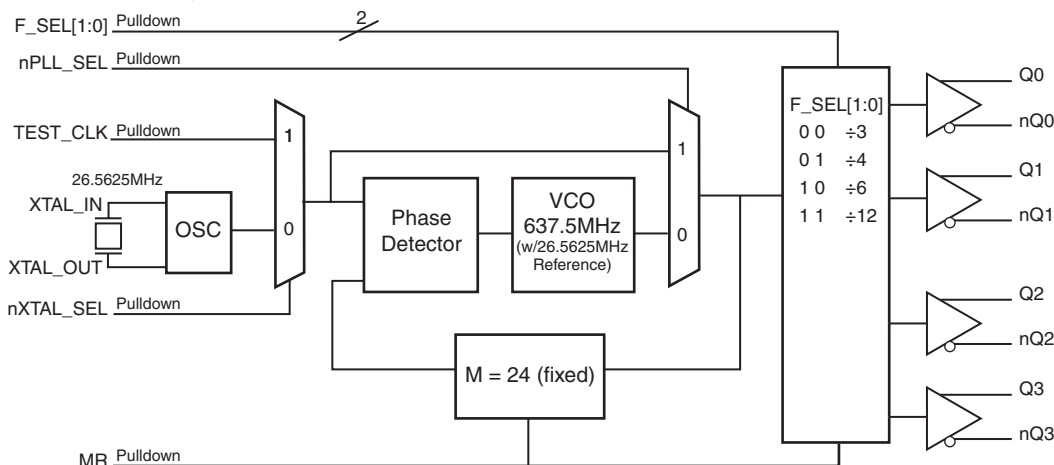 F_SEL[1:0] Pulldown
2
nPLL_SEL Pulldown
TEST_CLK Pulldown
26.5625MHz
XTAL_IN
OSC
XTAL_OUT
nXTAL_SEL Pulldown
1
0
Phase
Detector
VCO
637.5MHz
(w/26.5625MHz
Reference)
1
0
M = 24 (fixed)
F_SEL[1:0]
0 0 ÷3
0 1 ÷4
1 0 ÷6
1 1 ÷12
Q0
nQ0
Q1
nQ1
Q2
nQ2
Q3
nQ3
MR Pulldown